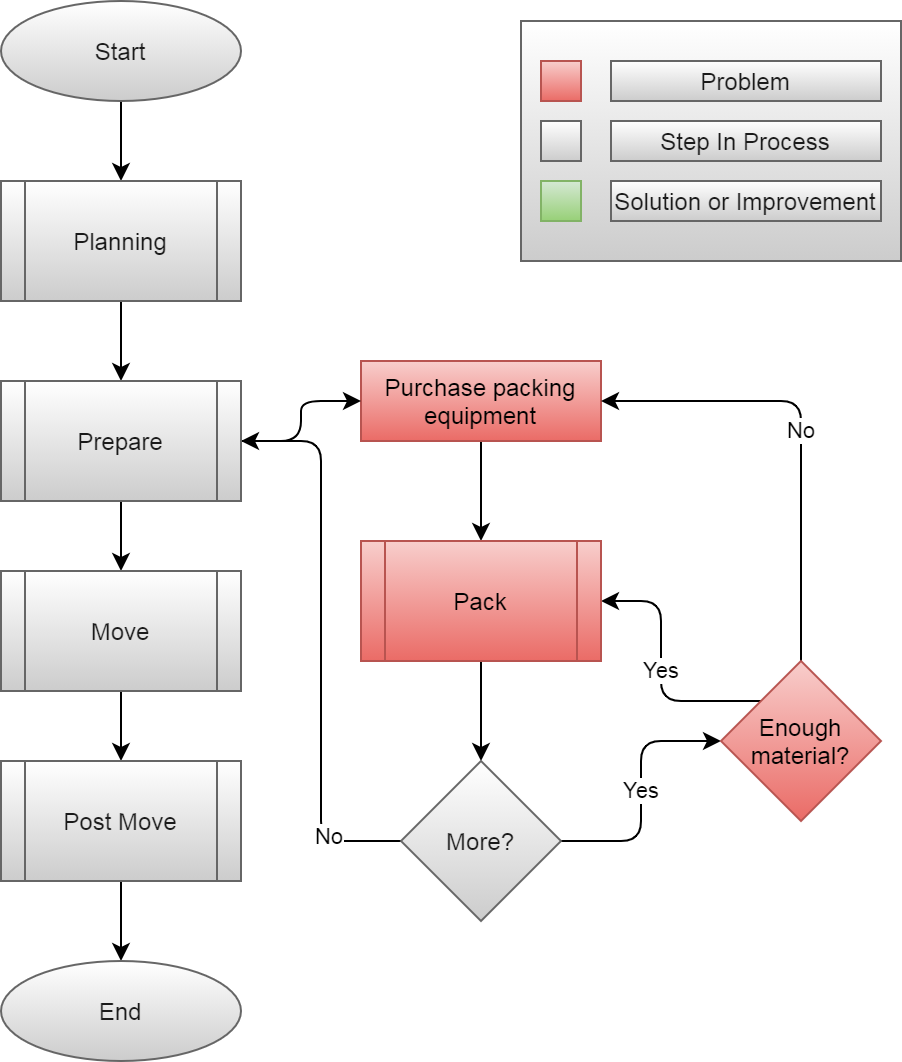 Start
Problem
Step In Process
Solution or Improvement
Planning
Purchase packing
equipment
No
Prepare
Pack
Move
Yes
Enough
material?
Yes
Post Move
No
More?
End